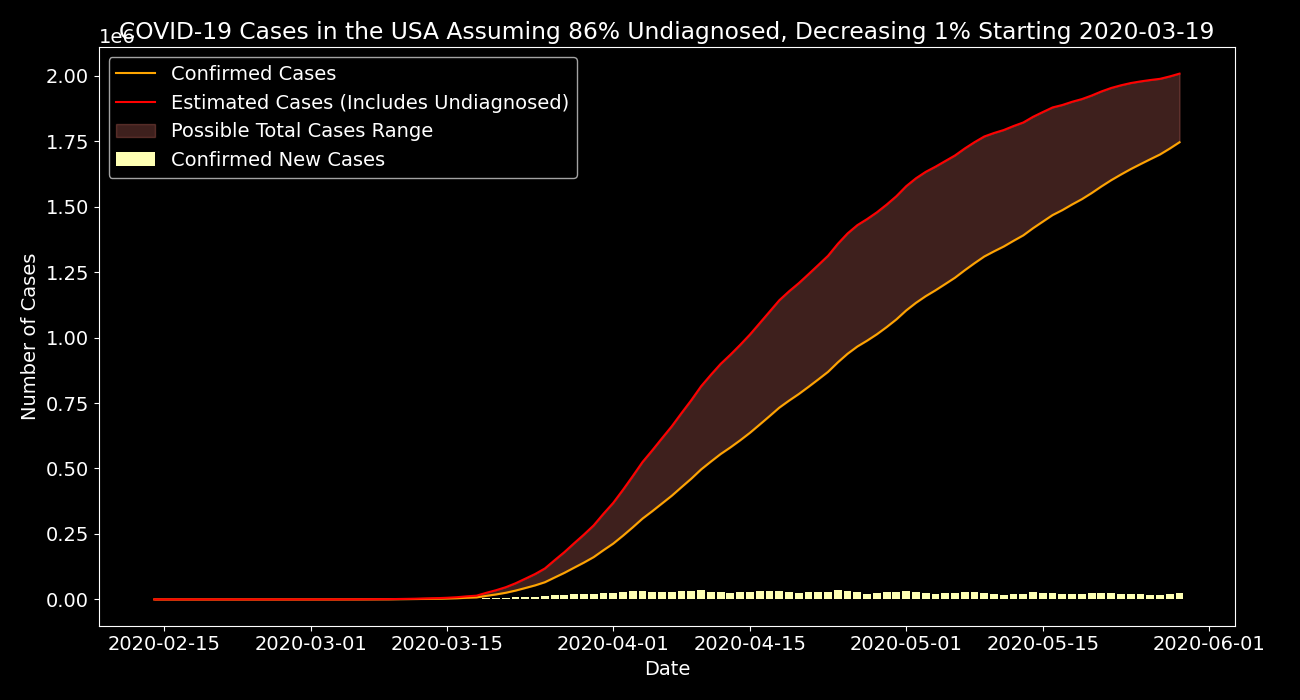 COVID-19 Cases in the USA Assuming 86% Undiagnosed, Decreasing 1% Starting 2020-03-19
1e6
Confirmed Cases
Estimated Cases (Includes Undiagnosed)
Possible Total Cases Range
Confirmed New Cases
2.00
1.75
1.50
1.25
1.00
0.75
0.50
0.25
0.00
Number of Cases
2020-02-15 2020-03-01 2020-03-15 2020-04-01 2020-04-15 2020-05-01 2020-05-15 2020-06-01
Date